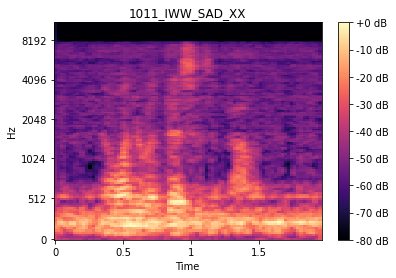 1011_IWW_SAD_XX
+0 dB
8192
-10 dB
4096
-20 dB
-30 dB
2048
-40 dB
Hz
1024
-50 dB
512
-60 dB
-70 dB
0
-80 dB
0 0.5 1 1.5
Time